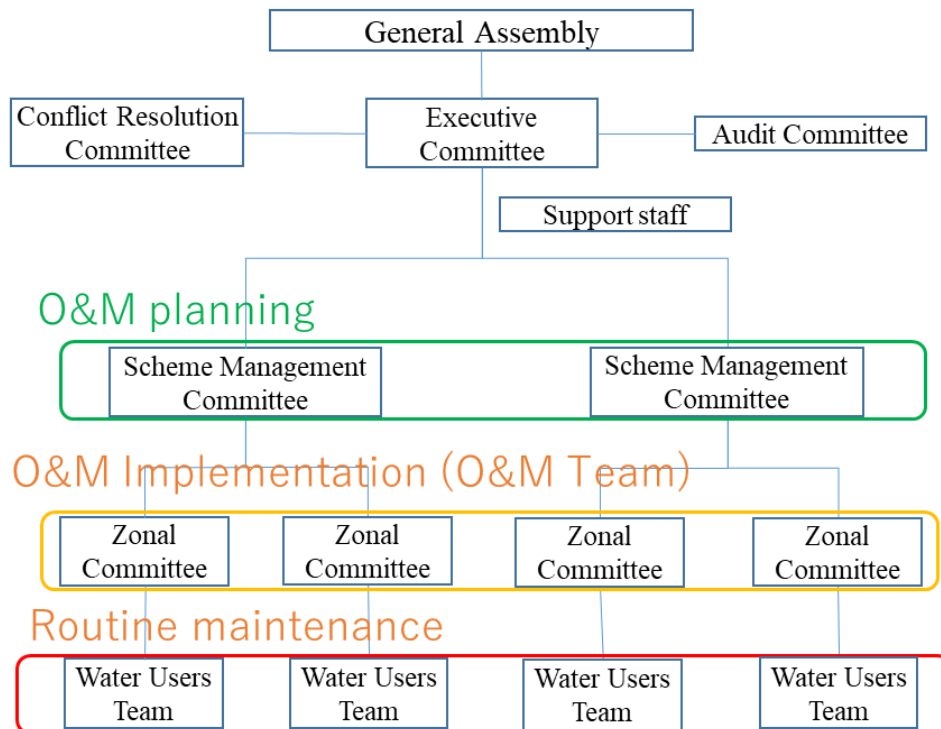 General Assembly
Conflict Resolution
Committee
Executive
Committee
Audit Committee
Support staff
O&M planning
Scheme Management
Committee
Scheme Management
Committee
O&M Implementation (O&M Team)
Zonal
Committee
Zonal
Committee
Zonal
Committee
Zonal
Committee
Routine maintenance
Water Users
Team
Water Users
Team
Water Users
Team
Water Users
Team